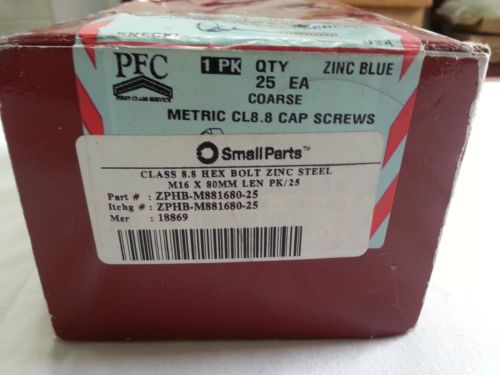 PFC
FIRST CLASS SERVICE
1 PK QTY ZINC BLUE
25 EA
COARSE
METRIC CL8.8 CAP SCREWS
SmallParts™
CLASS 8.8 HEX BOLT ZINC STEEL
M16 X 80MM LEN PK/25
Part # : ZPHB-M881680-25
Itchg # : ZPHB-M881680-25
Mer : 18869